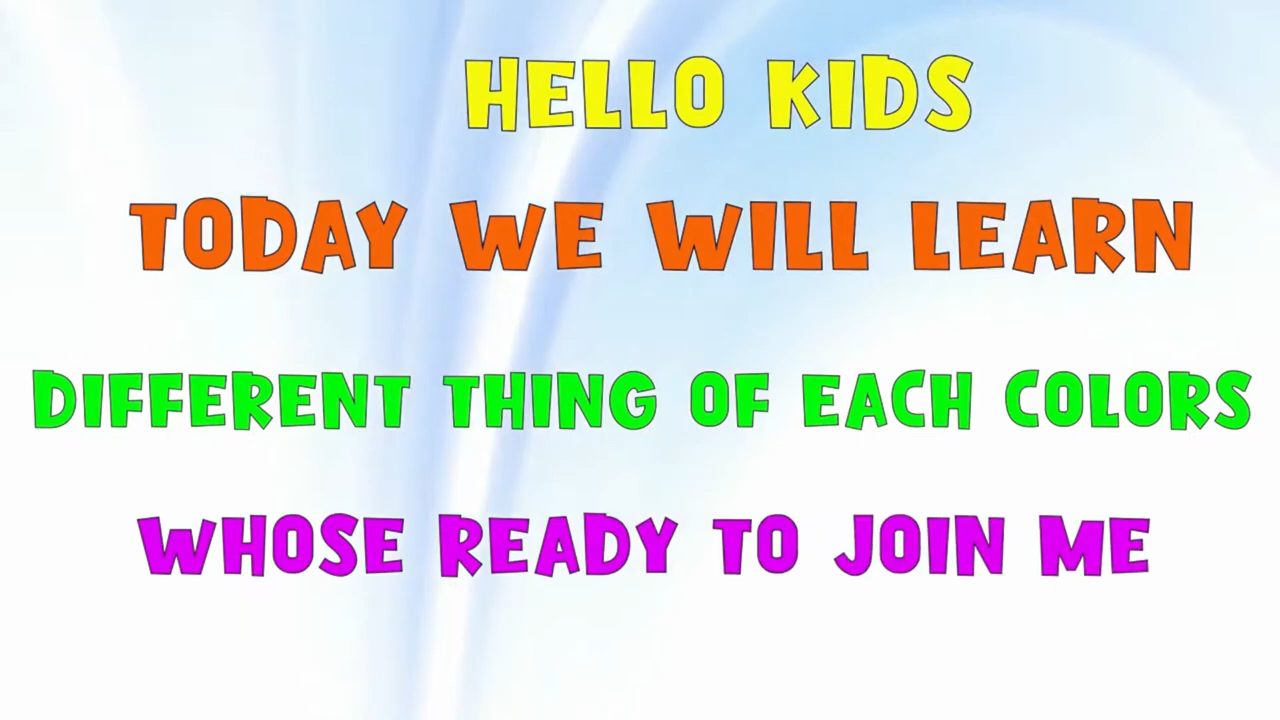 HELLO KIDS
TODAY WE WILL LEARN
DIFFERENT THING OF EACH COLORS
WHOSE READY TO JOIN ME